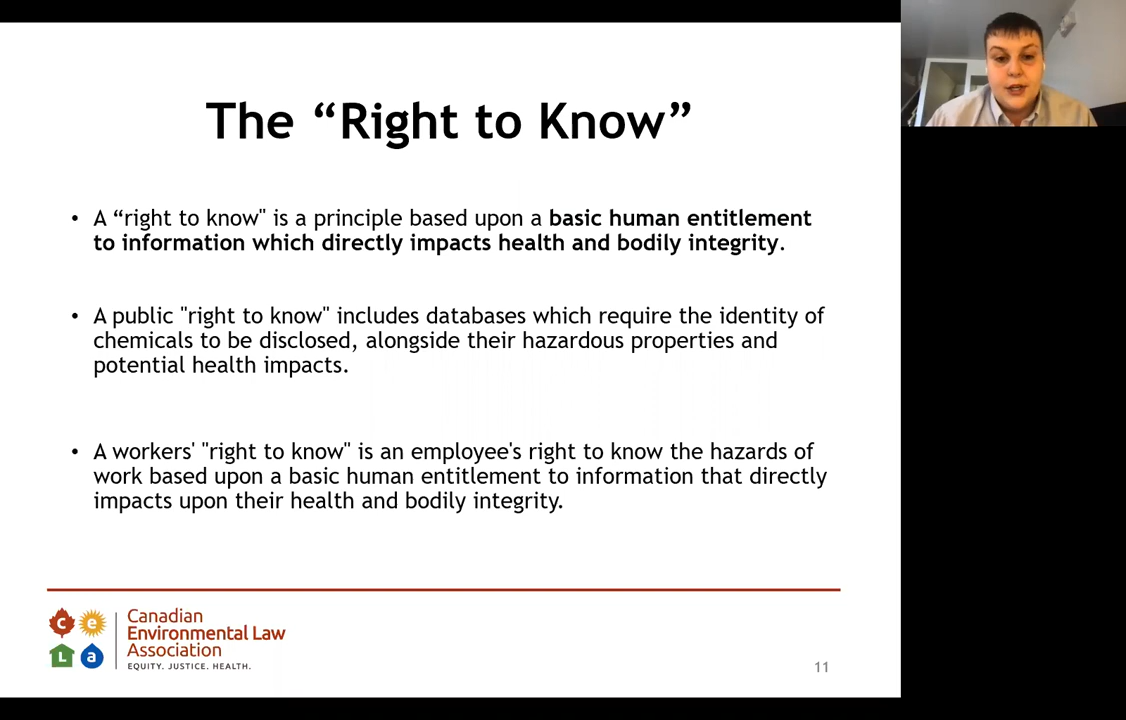 The “Right to Know”
• A “right to know" is a principle based upon a basic human entitlement
to information which directly impacts health and bodily integrity.
• A public "right to know" includes databases which require the identity of
chemicals to be disclosed, alongside their hazardous properties and
potential health impacts.
• A workers' "right to know" is an employee's right to know the hazards of
work based upon a basic human entitlement to information that directly
impacts upon their health and bodily integrity.
c e
L a
Canadian
Environmental Law
Association
EQUITY. JUSTICE. HEALTH.
11